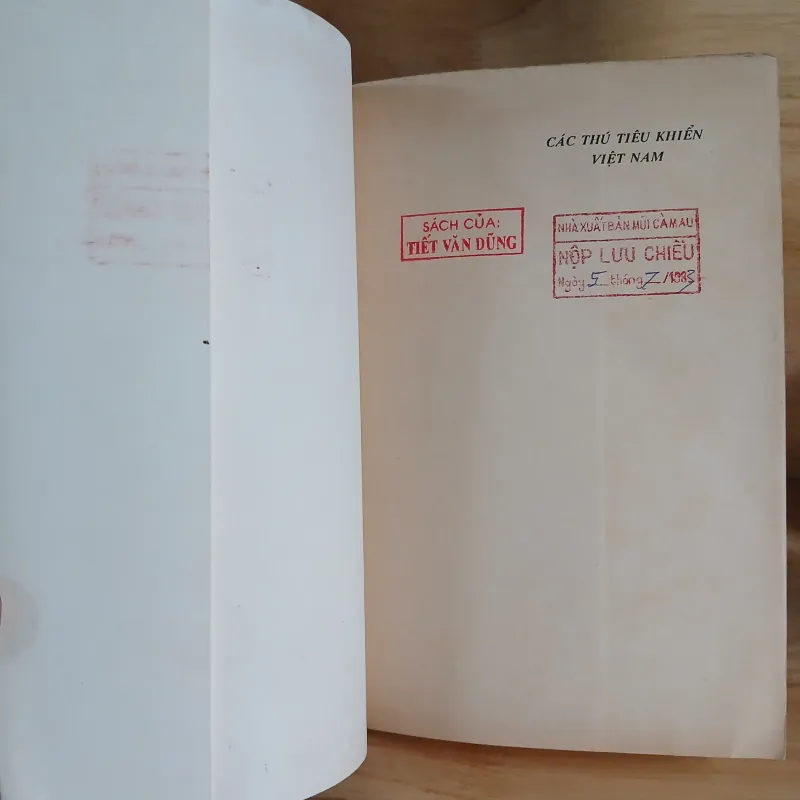 CÁC THÚ TIÊU KHIỂN
VIỆT NAM
SÁCH CỦA:
TIẾT VĂN DŨNG
NHÀ XUẤT BẢN MŨI CÀ MAU
NỘP LƯU CHIỂU
Ngày 5 tháng 7/1993